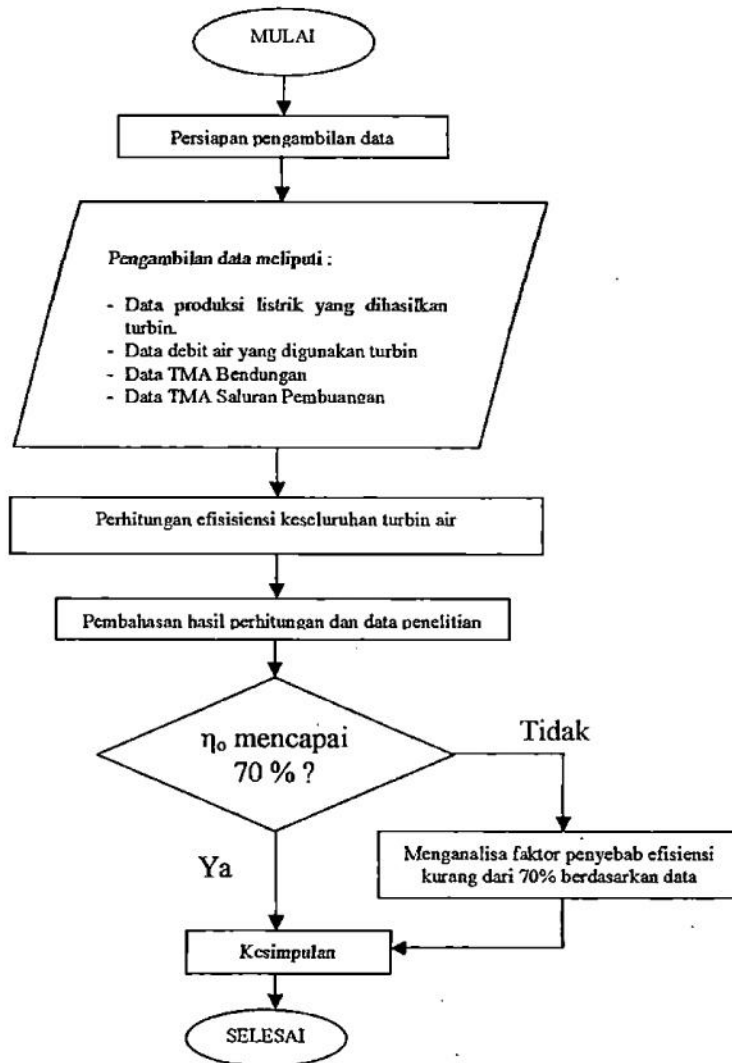 MULAI
Persiapan pengambilan data
Pengambilan data meliputi :
- Data produksi listrik yang dihasilkan
turbin.
- Data debit air yang digunakan turbin
- Data TMA Bendungan
- Data TMA Saluran Pembuangan
Perhitungan efisisiensi keseluruhan turbin air
Pembahasan hasil perhitungan dan data penelitian
ηₒ mencapai
70 % ?
Tidak
Menganalisa faktor penyebab efisiensi
kurang dari 70% berdasarkan data
Ya
Kesimpulan
SELESAI